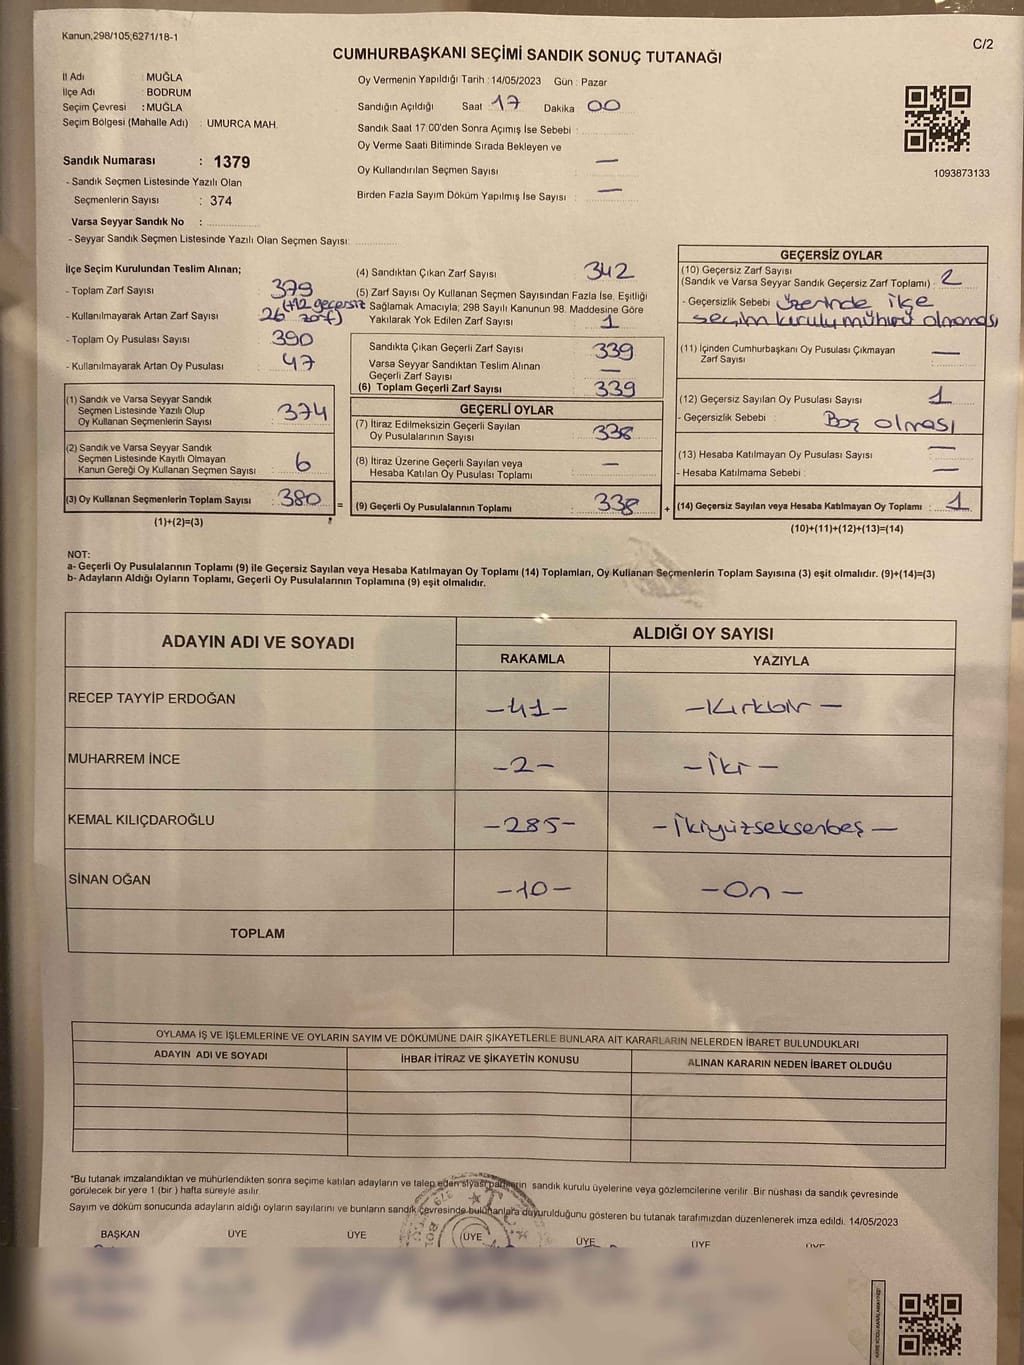 Kanun,298/105,6271/18-1
C/2
CUMHURBAŞKANI SEÇİMİ SANDIK SONUÇ TUTANAĞI
İl Adı : MUĞLA
İlçe Adı : BODRUM
Seçim Çevresi : MUĞLA
Seçim Bölgesi (Mahalle Adı) : UMURCA MAH.
Sandık Numarası : 1379
- Sandık Seçmen Listesinde Yazılı Olan
Seçmenlerin Sayısı : 374
Varsa Seyyar Sandık No :
- Seyyar Sandık Seçmen Listesinde Yazılı Olan Seçmen Sayısı:
Oy Vermenin Yapıldığı Tarih : 14/05/2023 Gün : Pazar
Sandığın Açıldığı Saat : 17 Dakika 00
Sandık Saat 17:00'den Sonra Açımış İse Sebebi :
Oy Verme Saati Bitiminde Sırada Bekleyen ve
Oy Kullandırılan Seçmen Sayısı : —
Birden Fazla Sayım Döküm Yapılmış İse Sayısı : —
1093873133
İlçe Seçim Kurulundan Teslim Alınan;
- Toplam Zarf Sayısı : 379
- Kullanılmayarak Artan Zarf Sayısı : 26 (+12 geçersiz zarf)
- Toplam Oy Pusulası Sayısı : 390
- Kullanılmayarak Artan Oy Pusulası : 47
(1) Sandık ve Varsa Seyyar Sandık
Seçmen Listesinde Yazılı Olup
Oy Kullanan Seçmenlerin Sayısı : 374
(2) Sandık ve Varsa Seyyar Sandık
Seçmen Listesinde Kayıtlı Olmayan
Kanun Gereği Oy Kullanan Seçmen Sayısı : 6
(3) Oy Kullanan Seçmenlerin Toplam Sayısı : 380 =
(1)+(2)=(3)
(4) Sandıktan Çıkan Zarf Sayısı : 342
(5) Zarf Sayısı Oy Kullanan Seçmen Sayısından Fazla İse, Eşitliği
Sağlamak Amacıyla; 298 Sayılı Kanunun 98. Maddesine Göre
Yakılarak Yok Edilen Zarf Sayısı : 1
Sandıkta Çıkan Geçerli Zarf Sayısı : 339
Varsa Seyyar Sandıktan Teslim Alınan
Geçerli Zarf Sayısı : —
(6) Toplam Geçerli Zarf Sayısı : 339
GEÇERLİ OYLAR
(7) İtiraz Edilmeksizin Geçerli Sayılan
Oy Pusulalarının Sayısı : 338
(8) İtiraz Üzerine Geçerli Sayılan veya
Hesaba Katılan Oy Pusulası Toplamı : —
(9) Geçerli Oy Pusulalarının Toplamı : 338 +
GEÇERSİZ OYLAR
(10) Geçersiz Zarf Sayısı
(Sandık ve Varsa Seyyar Sandık Geçersiz Zarf Toplamı) : 2
- Geçersizlik Sebebi : Üzerinde ilçe
seçim kurulu mührü olmaması
(11) İçinden Cumhurbaşkanı Oy Pusulası Çıkmayan
Zarf Sayısı : —
(12) Geçersiz Sayılan Oy Pusulası Sayısı : 1
- Geçersizlik Sebebi : Boş olması
(13) Hesaba Katılmayan Oy Pusulası Sayısı : —
- Hesaba Katılmama Sebebi : —
(14) Geçersiz Sayılan veya Hesaba Katılmayan Oy Toplamı : 1
(10)+(11)+(12)+(13)=(14)
NOT:
a- Geçerli Oy Pusulalarının Toplamı (9) ile Geçersiz Sayılan veya Hesaba Katılmayan Oy Toplamı (14) Toplamları, Oy Kullanan Seçmenlerin Toplam Sayısına (3) eşit olmalıdır. (9)+(14)=(3)
b- Adayların Aldığı Oyların Toplamı, Geçerli Oy Pusulalarının Toplamına (9) eşit olmalıdır.
ADAYIN ADI VE SOYADI
ALDIĞI OY SAYISI
RAKAMLA YAZIYLA
RECEP TAYYİP ERDOĞAN -41- -Kırkbir-
MUHARREM İNCE -2- -İki-
KEMAL KILIÇDAROĞLU -285- -İkiyüzseksenbeş-
SİNAN OĞAN -10- -On-
TOPLAM
OYLAMA İŞ VE İŞLEMLERİNE VE OYLARIN SAYIM VE DÖKÜMÜNE DAİR ŞİKAYETLERLE BUNLARA AİT KARARLARIN NELERDEN İBARET BULUNDUKLARI
ADAYIN ADI VE SOYADI İHBAR İTİRAZ VE ŞİKAYETİN KONUSU ALINAN KARARIN NEDEN İBARET OLDUĞU
"Bu tutanak imzalandıktan ve mühürlendikten sonra seçime katılan adayların ve talep eden siyasi partilerin sandık kurulu üyelerine veya gözlemcilerine verilir. Bir nüshası da sandık çevresinde
görülecek bir yere 1 (bir ) hafta süreyle asılır.
Sayım ve döküm sonucunda adayların aldığı oyların sayılarını ve bunların sandık çevresinde bulunanlara duyurulduğunu gösteren bu tutanak tarafımızdan düzenlenerek imza edildi. 14/05/2023
BAŞKAN ÜYE ÜYE ÜYE ÜYE ÜYE ÜYE